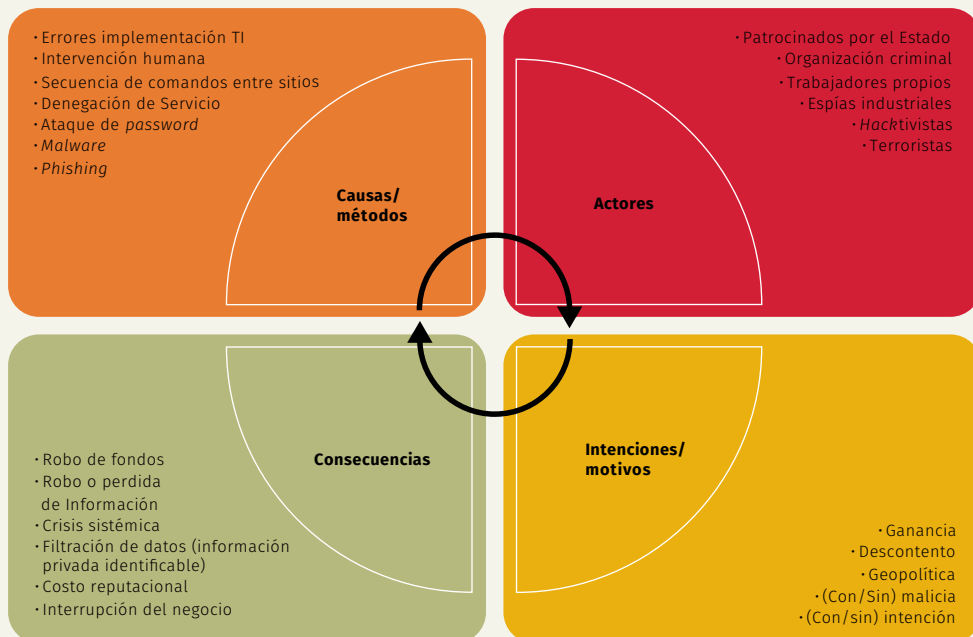 · Errores implementación TI
· Intervención humana
· Secuencia de comandos entre sitios
· Denegación de Servicio
· Ataque de password
· Malware
· Phishing
Causas/
métodos
· Patrocinados por el Estado
· Organización criminal
· Trabajadores propios
· Espías industriales
· Hacktivistas
· Terroristas
Actores
· Robo de fondos
· Robo o perdida
de Información
· Crisis sistémica
· Filtración de datos (información
privada identificable)
· Costo reputacional
· Interrupción del negocio
Consecuencias
Intenciones/
motivos
· Ganancia
· Descontento
· Geopolítica
· (Con/Sin) malicia
· (Con/sin) intención